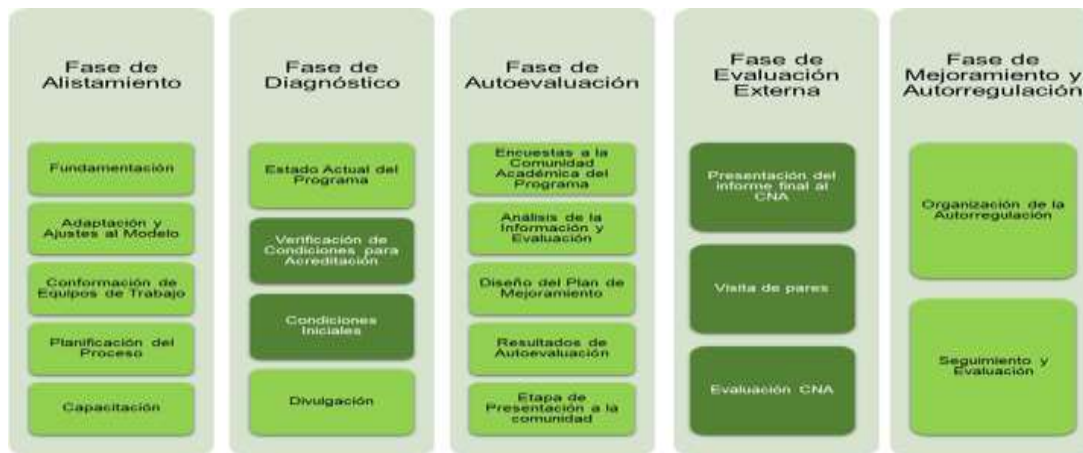 Fase de
Alistamiento
Fundamentación
Adaptación y
Ajustes al Modelo
Conformación de
Equipos de Trabajo
Planificación del
Proceso
Capacitación
Fase de
Diagnóstico
Estado Actual del
Programa
Verificación de
Condiciones para
Acreditación
Condiciones
Iniciales
Divulgación
Fase de
Autoevaluación
Encuestas a la
Comunidad
Académica del
Programa
Análisis de la
Información y
Evaluación
Diseño del Plan de
Mejoramiento
Resultados de
Autoevaluación
Etapa de
Presentación a la
comunidad
Fase de
Evaluación
Externa
Presentación del
informe final al
CNA
Visita de pares
Evaluación CNA
Fase de
Mejoramiento y
Autorregulación
Organización de la
Autorregulación
Seguimiento y
Evaluación